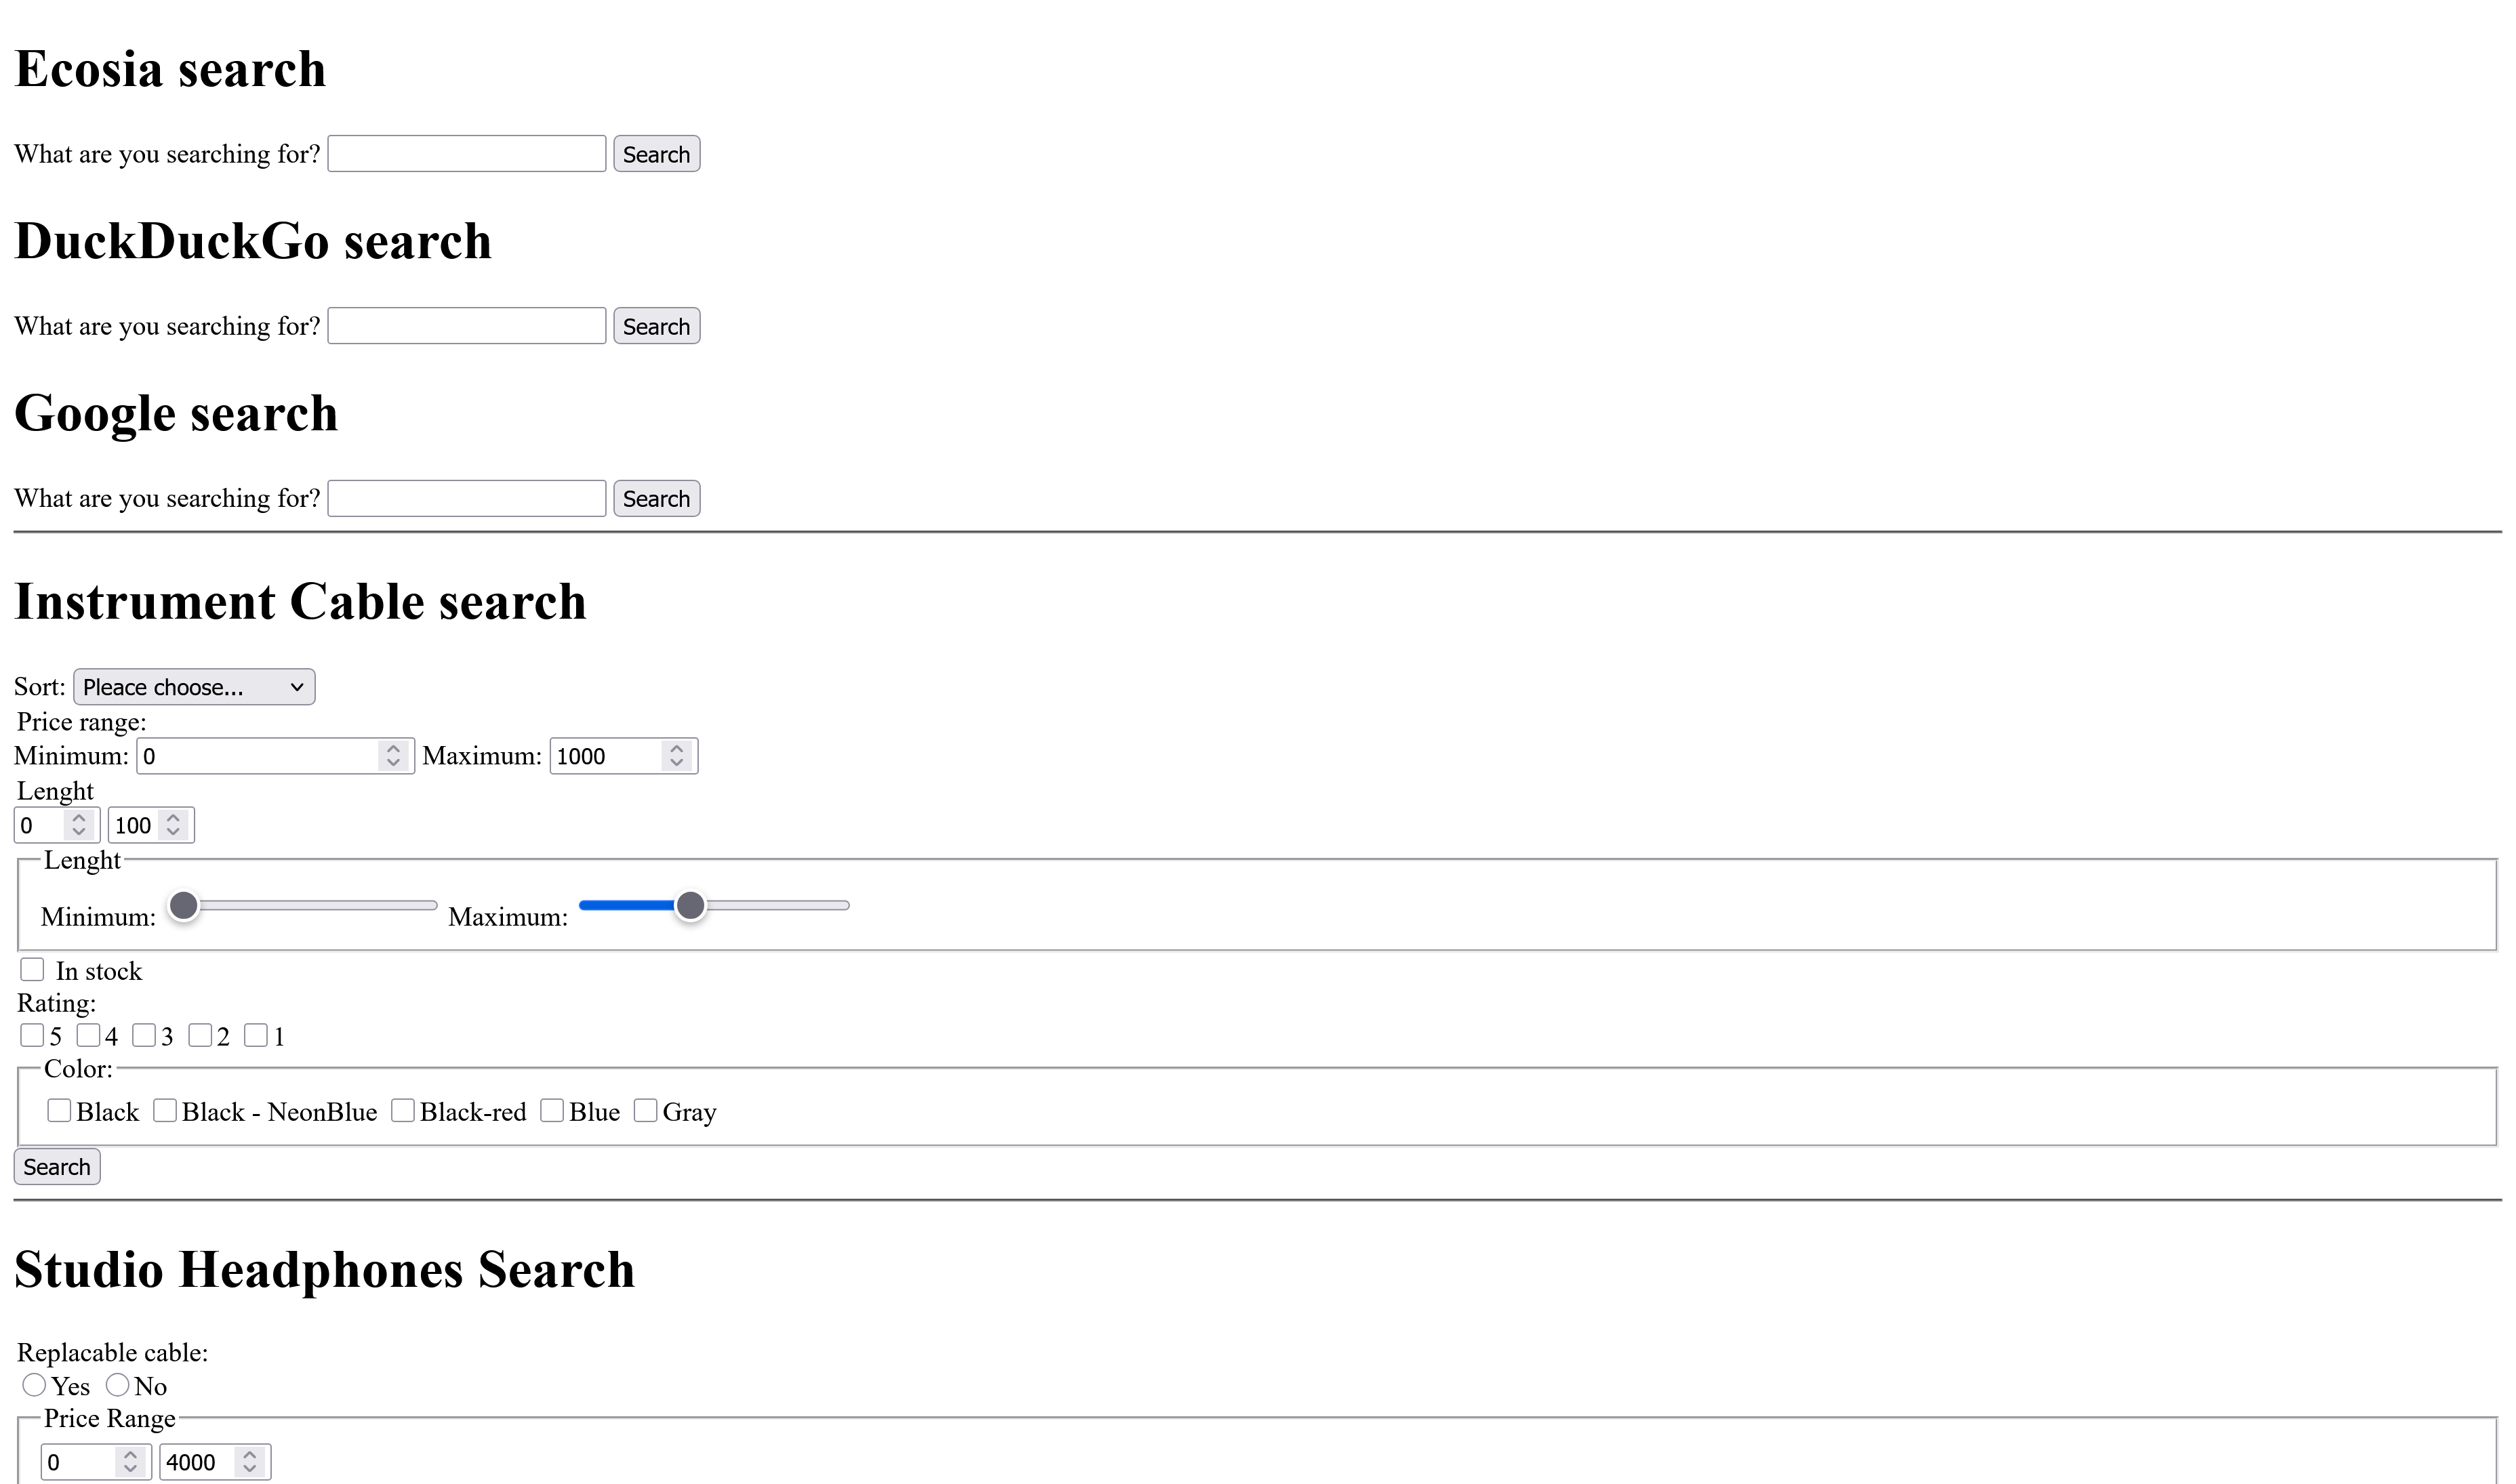 Ecosia search
What are you searching for? Search
DuckDuckGo search
What are you searching for? Search
Google search
What are you searching for? Search
Instrument Cable search
Sort: Pleace choose...
Price range:
Minimum: 0 Maximum: 1000
Lenght
0 100
Lenght
Minimum: Maximum:
In stock
Rating:
5 4 3 2 1
Color:
Black Black - NeonBlue Black-red Blue Gray
Search
Studio Headphones Search
Replacable cable:
Yes No
Price Range
0 4000